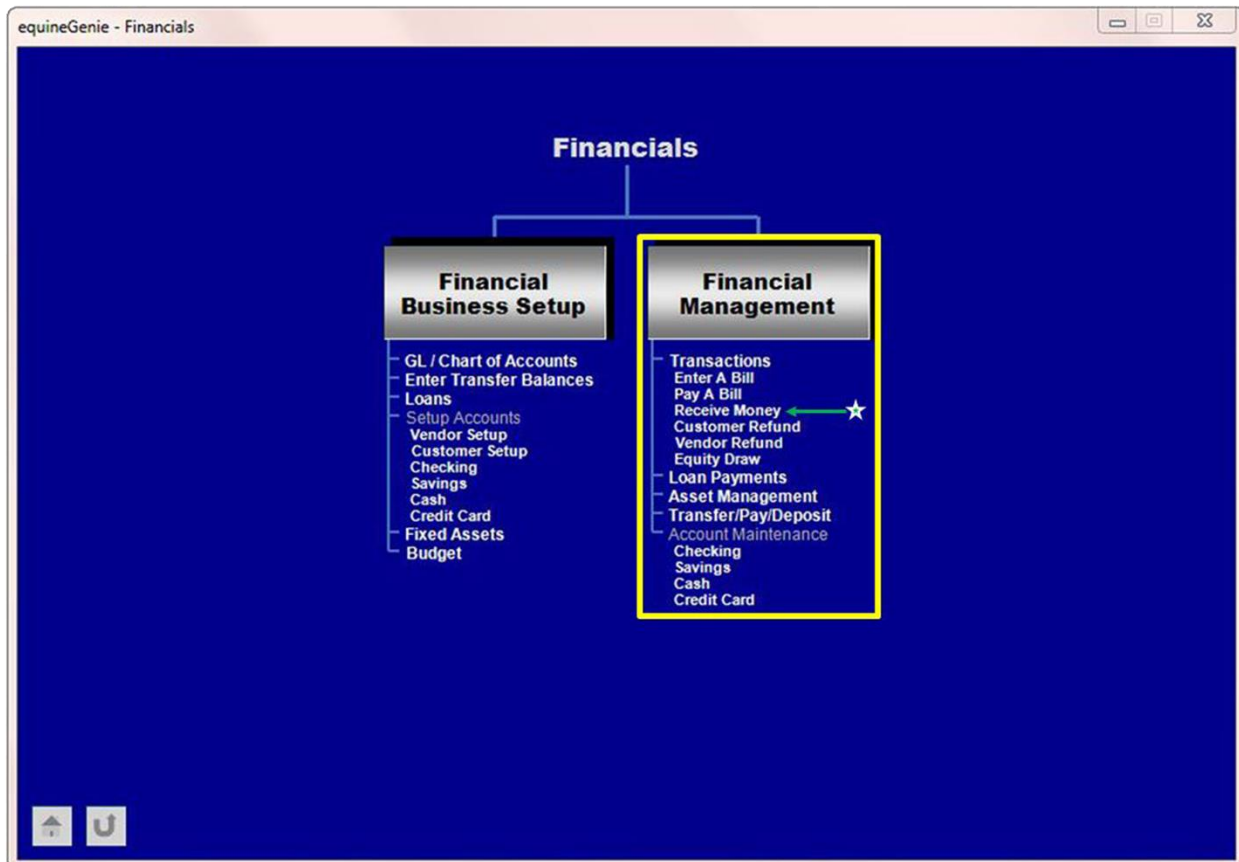 equineGenie - Financials
Financials
Financial
Business Setup
GL / Chart of Accounts
Enter Transfer Balances
Loans
Setup Accounts
Vendor Setup
Customer Setup
Checking
Savings
Cash
Credit Card
Fixed Assets
Budget
Financial
Management
Transactions
Enter A Bill
Pay A Bill
Receive Money
Customer Refund
Vendor Refund
Equity Draw
Loan Payments
Asset Management
Transfer/Pay/Deposit
Account Maintenance
Checking
Savings
Cash
Credit Card